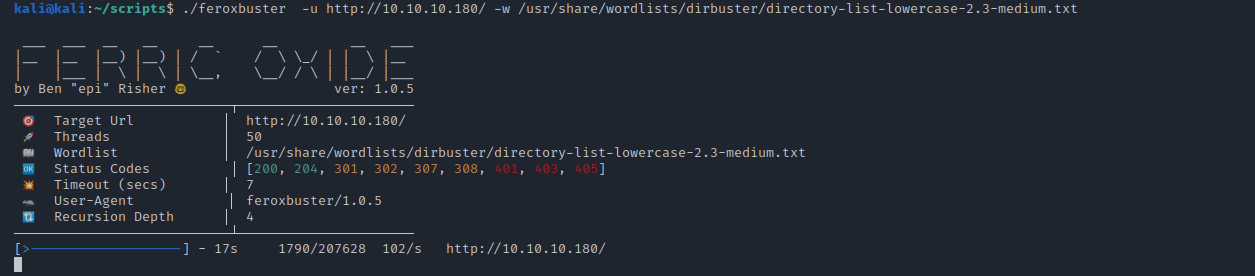 kali@kali:~/scripts$ ./feroxbuster  -u http://10.10.10.180/ -w /usr/share/wordlists/dirbuster/directory-list-lowercase-2.3-medium.txt
FERRIC OXIDE
by Ben "epi" Risher 🤓 ver: 1.0.5
🎯 Target Url │ http://10.10.10.180/
🚀 Threads │ 50
📖 Wordlist │ /usr/share/wordlists/dirbuster/directory-list-lowercase-2.3-medium.txt
🆗 Status Codes │ [200, 204, 301, 302, 307, 308, 401, 403, 405]
💥 Timeout (secs) │ 7
🦡 User-Agent │ feroxbuster/1.0.5
🔃 Recursion Depth │ 4
[>-------------------] - 17s 1790/207628 102/s http://10.10.10.180/